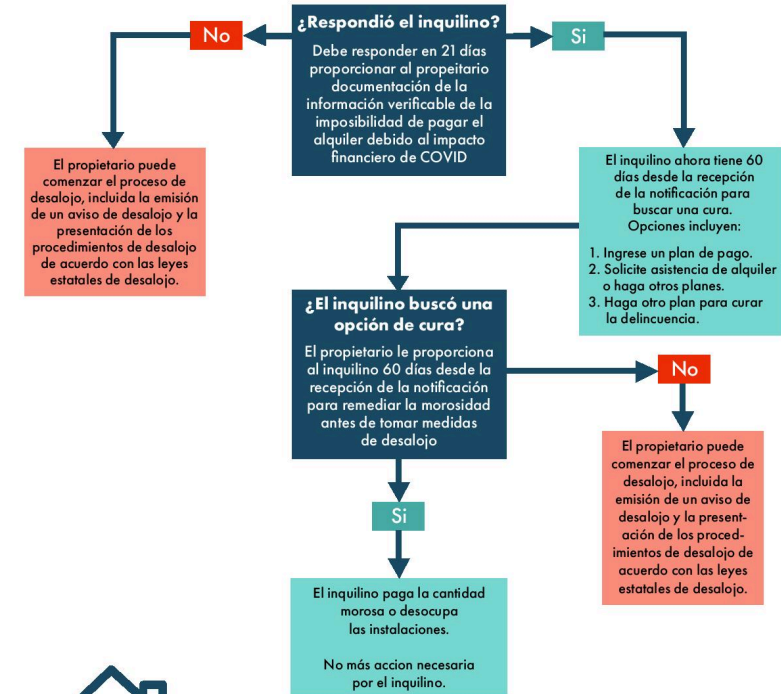 ¿Respondió el inquilino?
Debe responder en 21 días
proporcionar al propeitario
documentación de la
información verificable de la
imposibilidad de pagar el
alquiler debido al impacto
financiero de COVID
No
Si
El propietario puede
comenzar el proceso de
desalojo, incluida la emisión
de un aviso de desalojo y la
presentación de los
procedimientos de desalojo
de acuerdo con las leyes
estatales de desalojo.
El inquilino ahora tiene 60
días desde la recepción
de la notificación para
buscar una cura.
Opciones incluyen:
1. Ingrese un plan de pago.
2. Solicite asistencia de alquiler
o haga otros planes.
3. Haga otro plan para curar
la delincuencia.
¿El inquilino buscó una
opción de cura?
El propietario le proporciona
al inquilino 60 días desde la
recepción de la notificación
para remediar la morosidad
antes de tomar medidas
de desalojo
No
El propietario puede
comenzar el proceso de
desalojo, incluida la
emisión de un aviso de
desalojo y la present-
ación de los proced-
imientos de desalojo de
acuerdo con las leyes
estatales de desalojo.
Si
El inquilino paga la cantidad
morosa o desocupa
las instalaciones.
No más accion necesaria
por el inquilino.